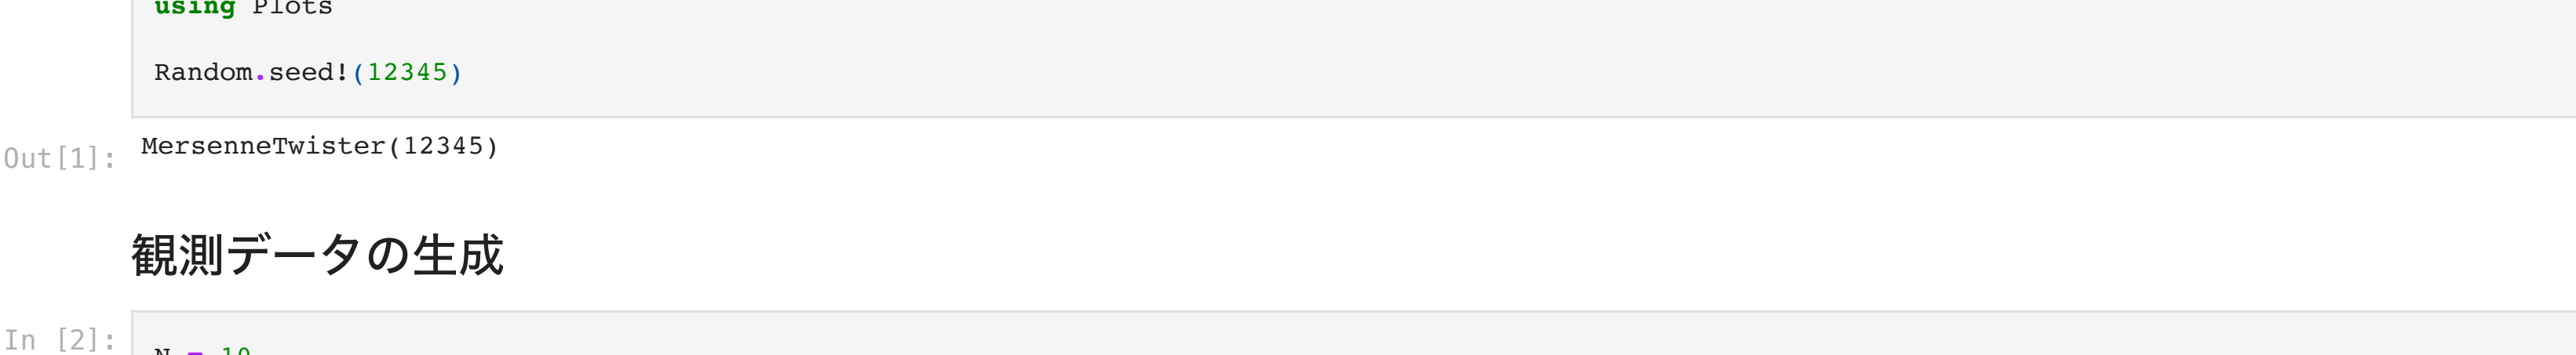 using Plots
Random.seed!(12345)
Out[1]: MersenneTwister(12345)
観測データの生成
In [2]:
N = 10